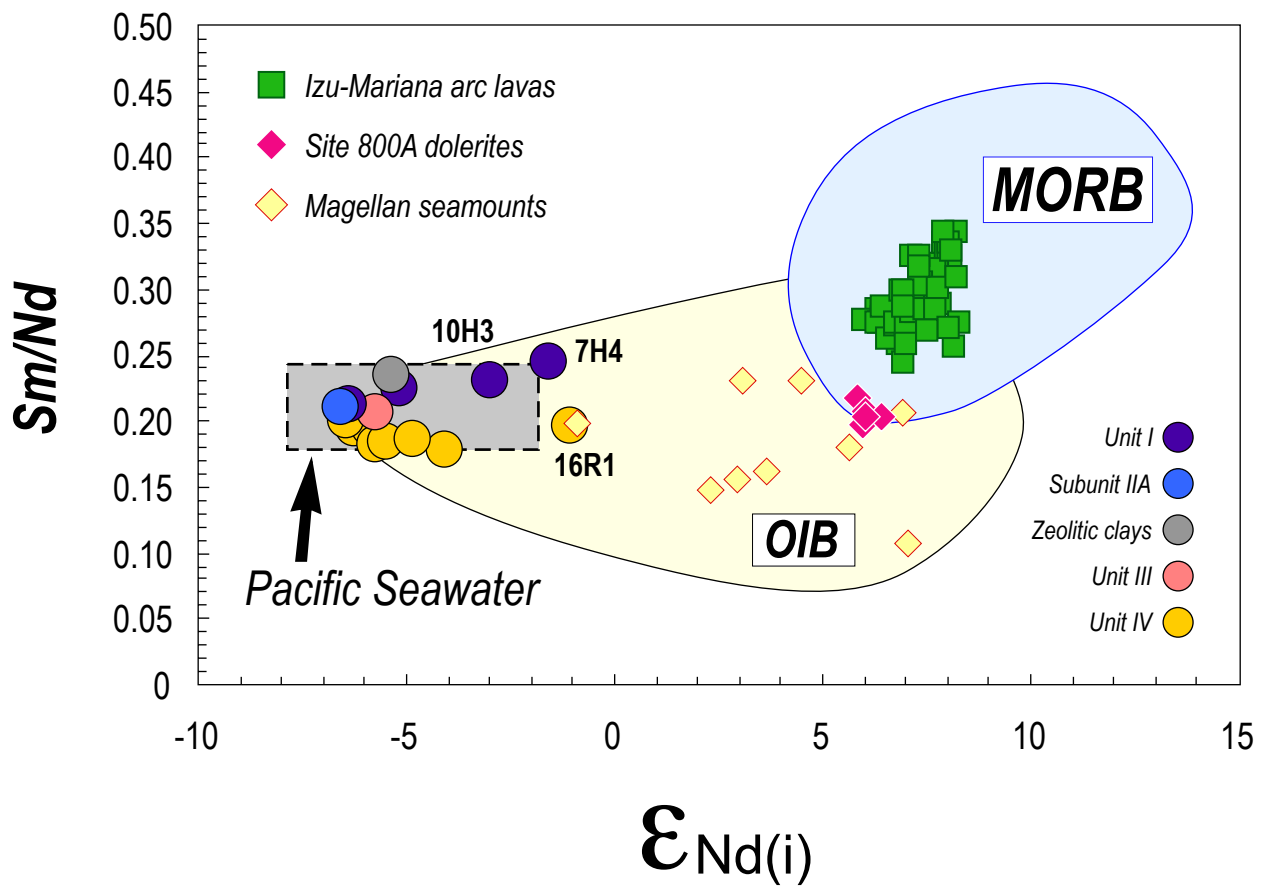 0.50
0.45
0.40
0.35
0.30
0.25
0.20
0.15
0.10
0.05
0
Sm/Nd
Izu-Mariana arc lavas
Site 800A dolerites
Magellan seamounts
MORB
10H3
7H4
16R1
OIB
Pacific Seawater
Unit I
Subunit IIA
Zeolitic clays
Unit III
Unit IV
-10 -5 0 5 10 15
εNd(i)